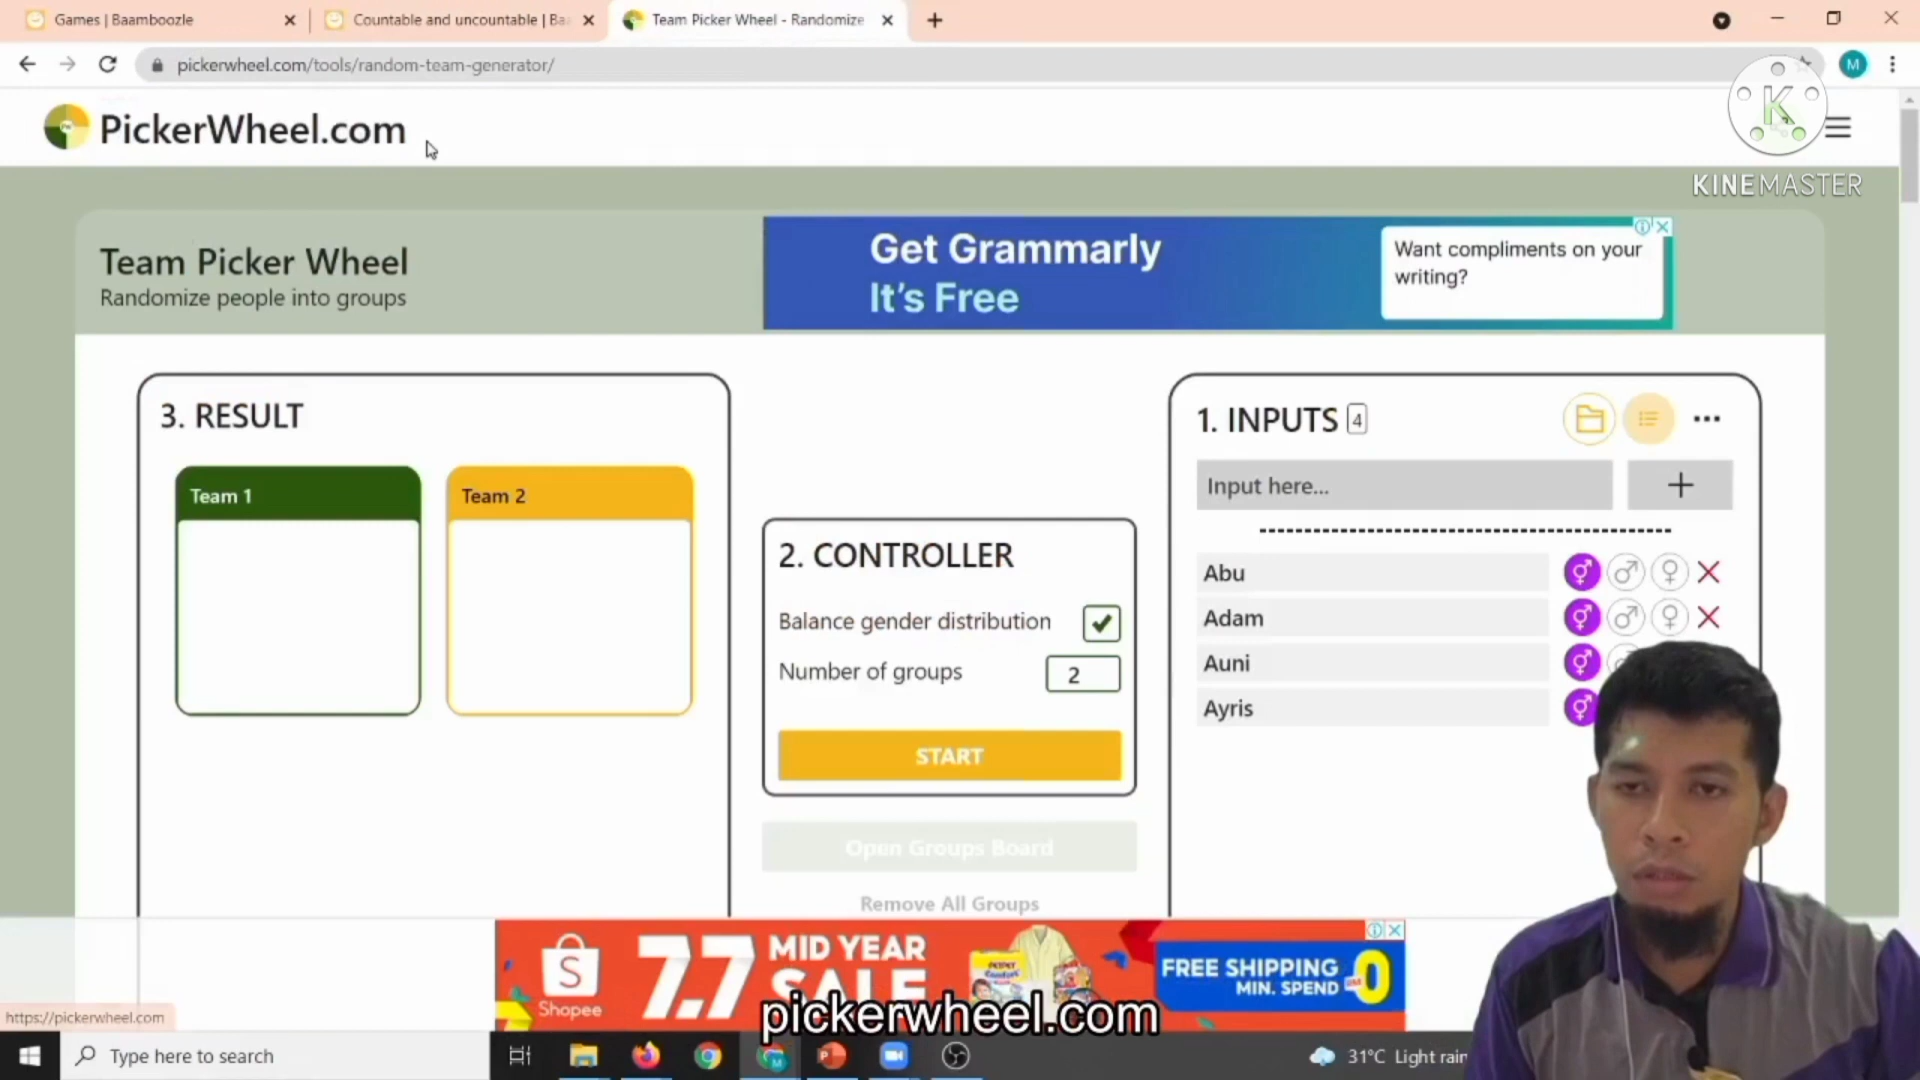 Games | Baamboozle
Countable and uncountable | Ba
Team Picker Wheel - Randomize
pickerwheel.com/tools/random-team-generator/
M
PickerWheel.com
K
KINEMASTER
Team Picker Wheel
Randomize people into groups
Get Grammarly
It's Free
Want compliments on your
writing?
3. RESULT
Team 1
Team 2
2. CONTROLLER
Balance gender distribution
Number of groups
2
START
Open Groups Board
Remove All Groups
1. INPUTS 4
Input here...
Abu
Adam
Auni
Ayris
Shopee
7.7
MID YEAR
SALE
FREE SHIPPING
MIN. SPEND
0
pickerwheel.com
https://pickerwheel.com
Type here to search
31°C Light rain